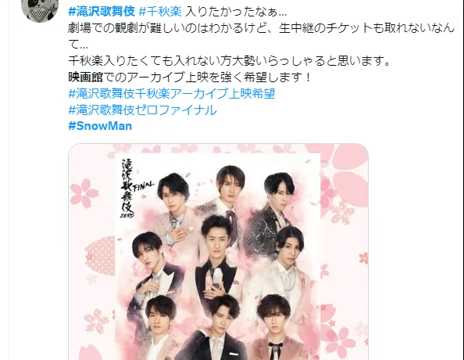 #滝沢歌舞伎 #千秋楽 入りたかったなぁ...
劇場での観劇が難しいのはわかるけど、生中継のチケットも取れないなんて...
千秋楽入りたくても入れない方大勢いらっしゃると思います。
映画館でのアーカイブ上映を強く希望します！
#滝沢歌舞伎千秋楽アーカイブ上映希望
#滝沢歌舞伎ゼロファイナル
#SnowMan
滝沢歌舞伎
ZERO
FINAL